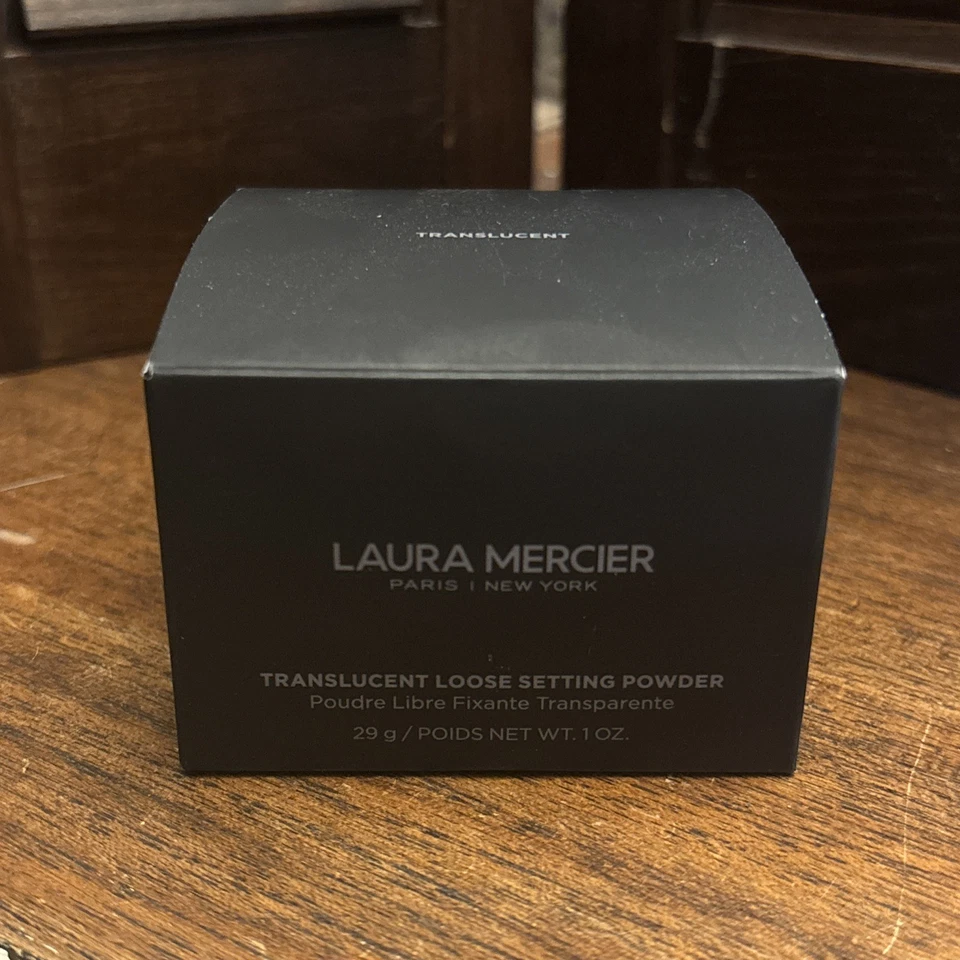 TRANSLUCENT
LAURA MERCIER
PARIS | NEW YORK
TRANSLUCENT LOOSE SETTING POWDER
Poudre Libre Fixante Transparente
29 g / POIDS NET WT. 1 OZ.